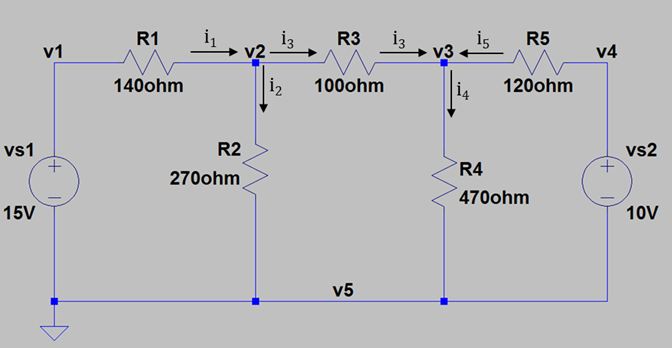 R1
i₁
i₃
R3
i₃
i₅
R5
v1
v2
v3
v4
140ohm
100ohm
120ohm
i₂
i₄
vs1
R2
R4
vs2
+
+
270ohm
470ohm
−
−
15V
10V
v5